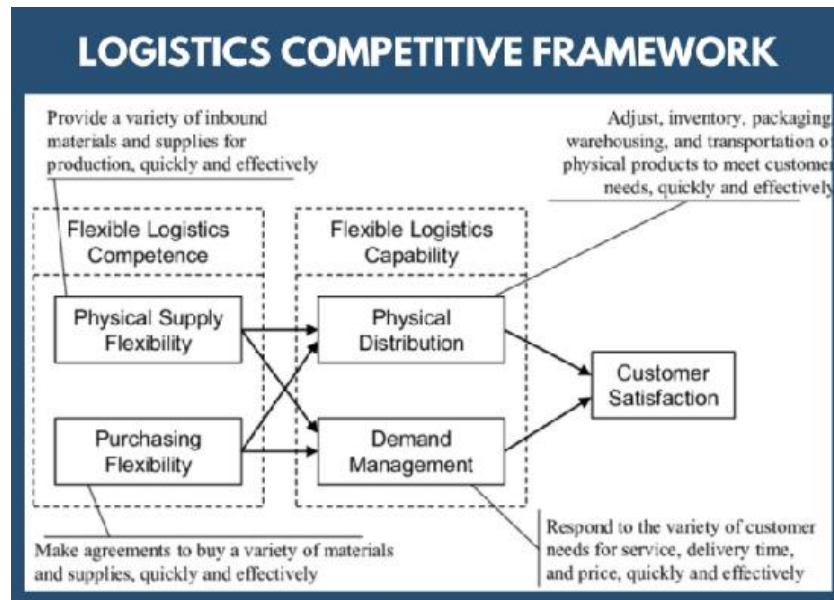 LOGISTICS COMPETITIVE FRAMEWORK
Provide a variety of inbound
materials and supplies for
production, quickly and effectively
Adjust, inventory, packaging,
warehousing, and transportation of
physical products to meet customer
needs, quickly and effectively
Flexible Logistics
Competence
Flexible Logistics
Capability
Physical Supply
Flexibility
Physical
Distribution
Customer
Satisfaction
Purchasing
Flexibility
Demand
Management
Make agreements to buy a variety of materials
and supplies, quickly and effectively
Respond to the variety of customer
needs for service, delivery time,
and price, quickly and effectively